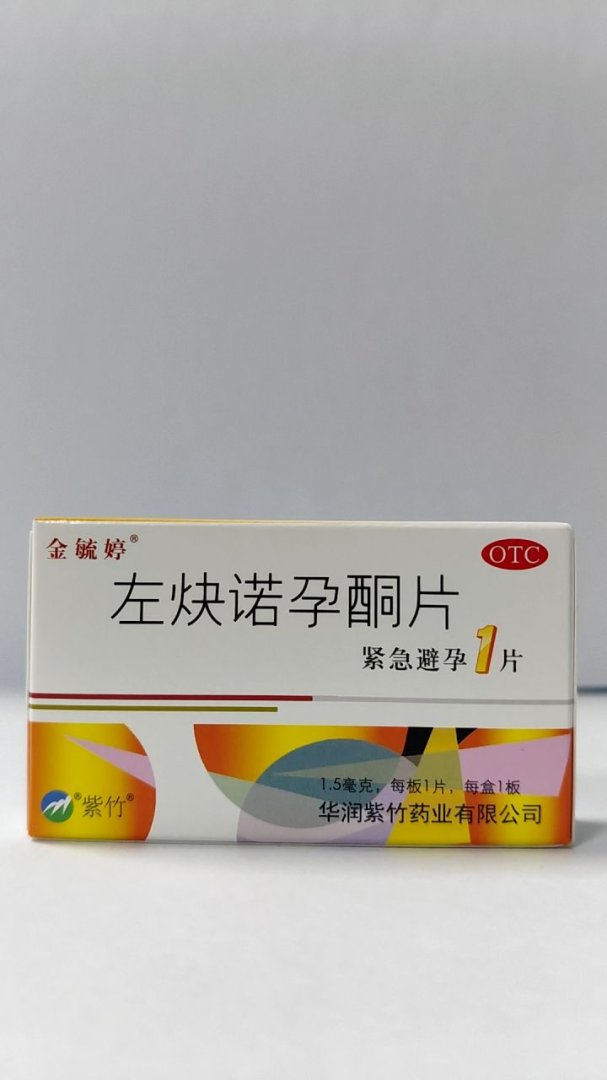 金毓婷®
OTC
左炔诺孕酮片
紧急避孕1片
1.5毫克，每板1片，每盒1板
®紫竹®
华润紫竹药业有限公司